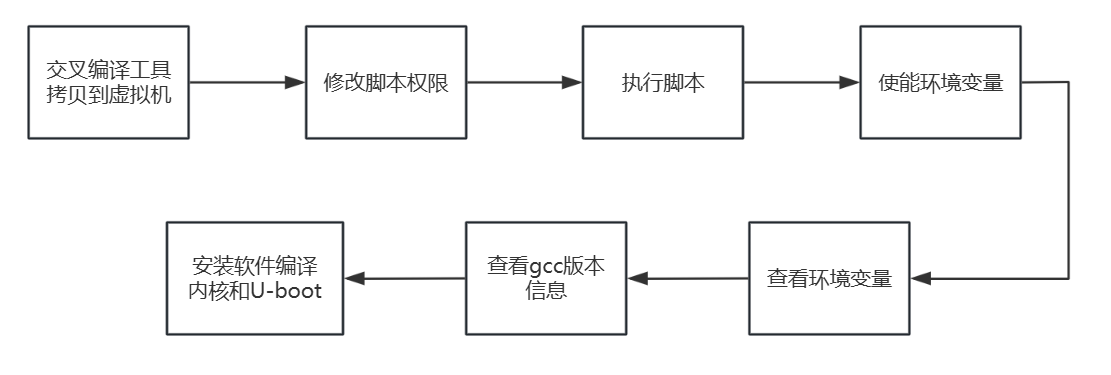 交叉编译工具
拷贝到虚拟机
修改脚本权限
执行脚本
使能环境变量
查看环境变量
查看gcc版本
信息
安装软件编译
内核和U-boot